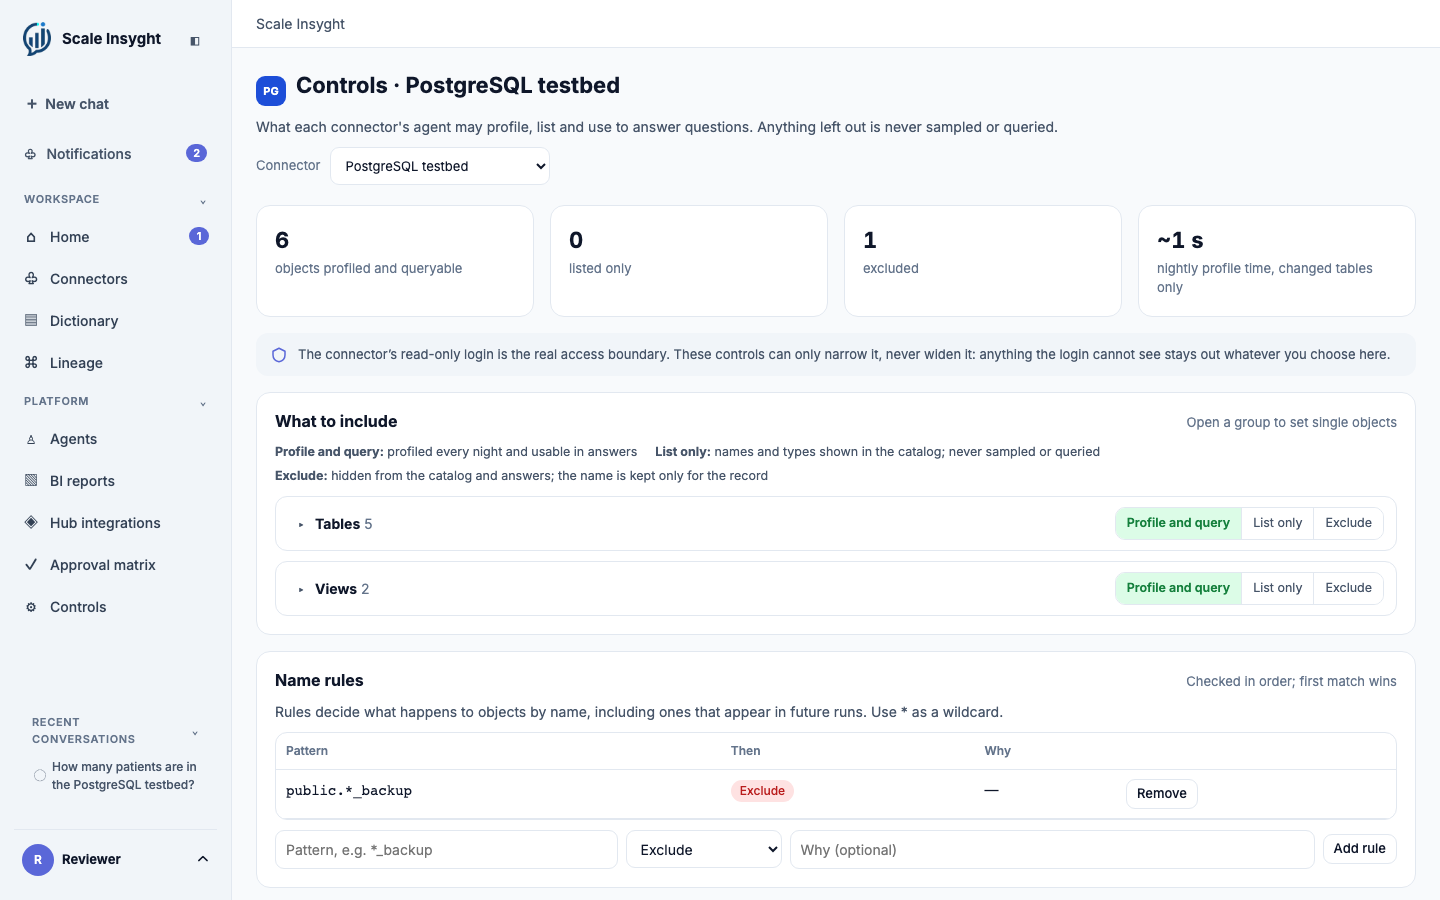 Scale Insyght
Scale Insyght
+ New chat
Notifications 2
WORKSPACE
Home 1
Connectors
Dictionary
Lineage
PLATFORM
Agents
BI reports
Hub integrations
Approval matrix
Controls
RECENT
CONVERSATIONS
How many patients are in
the PostgreSQL testbed?
R Reviewer
PG Controls · PostgreSQL testbed
What each connector's agent may profile, list and use to answer questions. Anything left out is never sampled or queried.
Connector PostgreSQL testbed
6
objects profiled and queryable
0
listed only
1
excluded
~1 s
nightly profile time, changed tables
only
The connector’s read-only login is the real access boundary. These controls can only narrow it, never widen it: anything the login cannot see stays out whatever you choose here.
What to include Open a group to set single objects
Profile and query: profiled every night and usable in answers List only: names and types shown in the catalog; never sampled or queried
Exclude: hidden from the catalog and answers; the name is kept only for the record
Tables 5 Profile and query List only Exclude
Views 2 Profile and query List only Exclude
Name rules Checked in order; first match wins
Rules decide what happens to objects by name, including ones that appear in future runs. Use * as a wildcard.
Pattern Then Why
public.*_backup Exclude — Remove
Pattern, e.g. *_backup Exclude Why (optional) Add rule